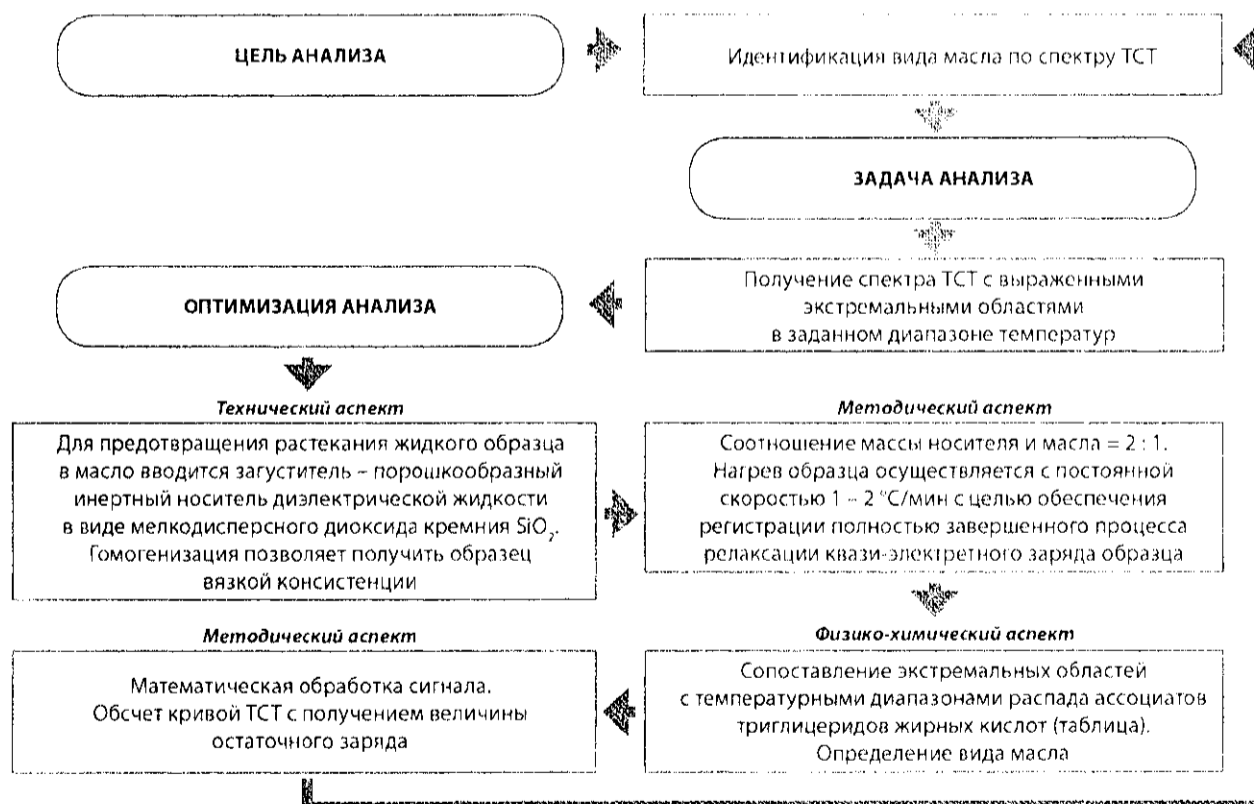 ЦЕЛЬ АНАЛИЗА
Идентификация вида масла по спектру ТСТ
ЗАДАЧА АНАЛИЗА
Получение спектра ТСТ с выраженными
экстремальными областями
в заданном диапазоне температур
ОПТИМИЗАЦИЯ АНАЛИЗА
Технический аспект
Для предотвращения растекания жидкого образца
в масло вводится загуститель – порошкообразный
инертный носитель диэлектрической жидкости
в виде мелкодисперсного диоксида кремния SiO₂.
Гомогенизация позволяет получить образец
вязкой консистенции
Методический аспект
Соотношение массы носителя и масла = 2 : 1.
Нагрев образца осуществляется с постоянной
скоростью 1 – 2 °С/мин с целью обеспечения
регистрации полностью завершенного процесса
релаксации квази-электретного заряда образца
Физико-химический аспект
Сопоставление экстремальных областей
с температурными диапазонами распада ассоциатов
триглицеридов жирных кислот (таблица).
Определение вида масла
Методический аспект
Математическая обработка сигнала.
Обсчет кривой ТСТ с получением величины
остаточного заряда